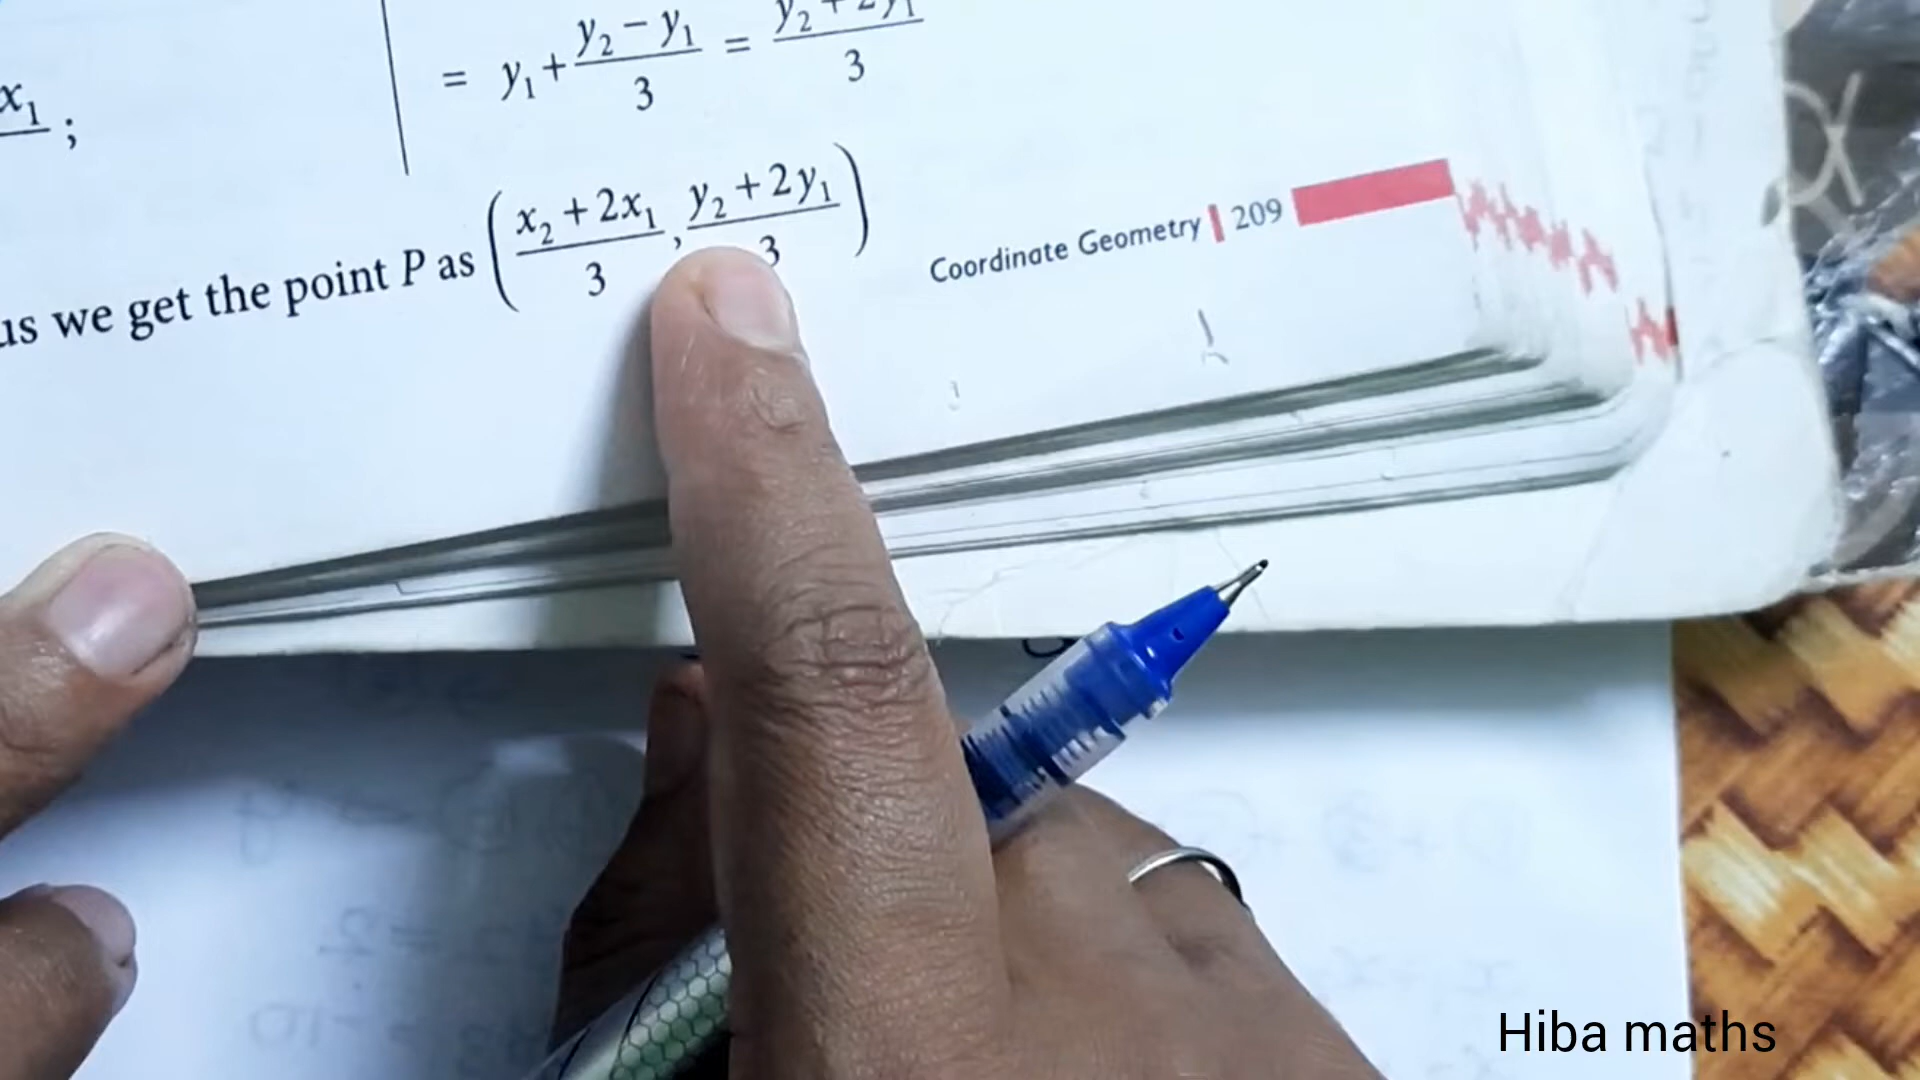 = y₁ + (y₂ − y₁)/3 = (y₂ + 2y₁)/3
x₁ ;
us we get the point P as ((x₂ + 2x₁)/3, (y₂ + 2y₁)/3)
Coordinate Geometry | 209
Hiba maths